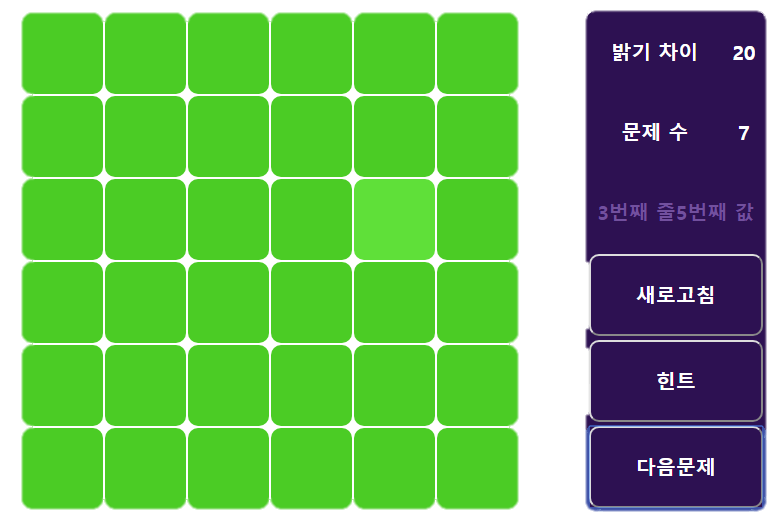 밝기 차이 20
문제 수 7
3번째 줄5번째 값
새로고침
힌트
다음문제